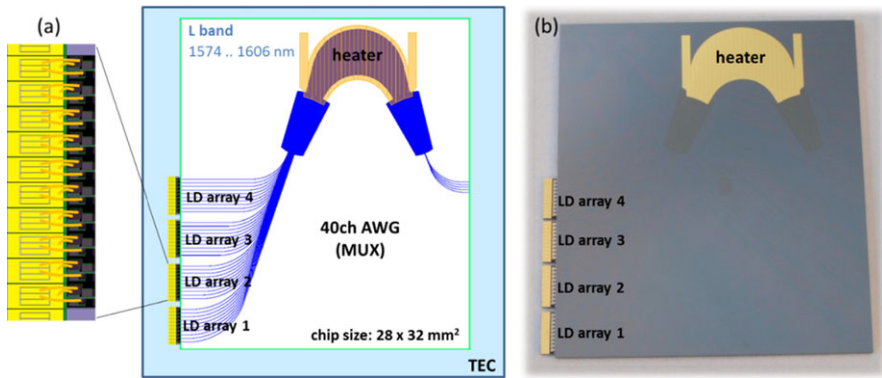 (a)
L band
1574 .. 1606 nm
heater
LD array 4
LD array 3
LD array 2
LD array 1
40ch AWG
(MUX)
chip size: 28 x 32 mm²
TEC
(b)
heater
LD array 4
LD array 3
LD array 2
LD array 1